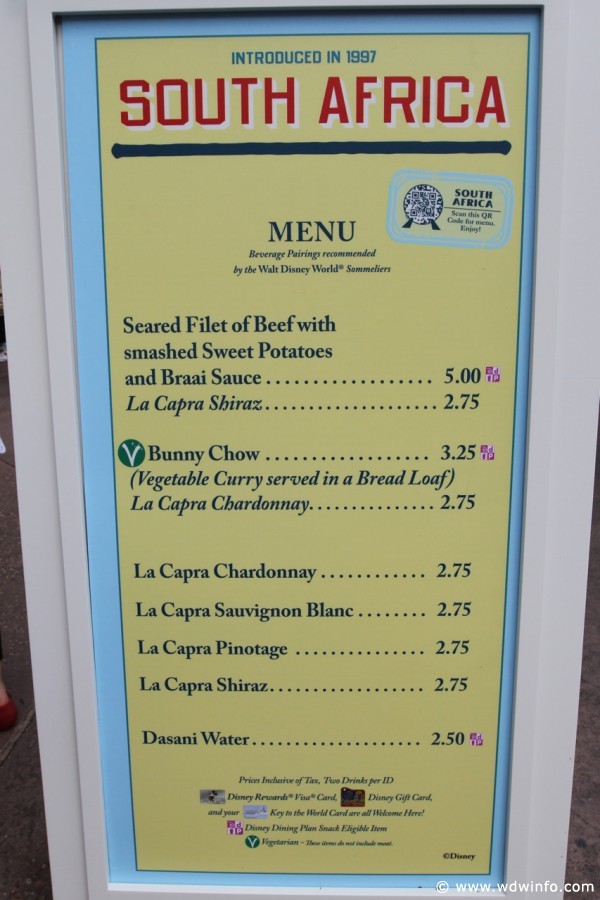 INTRODUCED IN 1997
SOUTH AFRICA
SOUTH
AFRICA
Scan this QR
Code for menu.
Enjoy!
MENU
Beverage Pairings recommended
by the Walt Disney World® Sommeliers
Seared Filet of Beef with
smashed Sweet Potatoes
and Braai Sauce .................. 5.00
La Capra Shiraz.................... 2.75
V Bunny Chow .................. 3.25
(Vegetable Curry served in a Bread Loaf)
La Capra Chardonnay............... 2.75
La Capra Chardonnay ............ 2.75
La Capra Sauvignon Blanc ........ 2.75
La Capra Pinotage ............... 2.75
La Capra Shiraz.................. 2.75
Dasani Water.................... 2.50
Prices Inclusive of Tax, Two Drinks per ID
Disney Rewards® Visa® Card, Disney Gift Card,
and your Key to the World Card are all Welcome Here!
Disney Dining Plan Snack Eligible Item
V Vegetarian – These items do not include meat.
©Disney
© www.wdwinfo.com